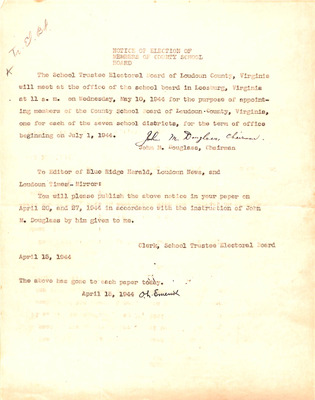 NOTICE OF ELECTION OF
MEMBERS OF COUNTY SCHOOL
BOARD
The School Trustee Electoral Board of Loudoun County, Virginia
will meet at the office of the school board in Leesburg, Virginia
at 11 a. m. on Wednesday, May 10, 1944 for the purpose of appoint-
ing members of the County School Board of Loudoun County, Virginia,
one for each of the seven school districts, for the term of office
beginning on July 1, 1944.
John M. Douglass, Chairman.
John M. Douglass, Chairman
To Editor of Blue Ridge Herald, Loudoun News, and
Loudoun Times-Mirror:
You will please publish the above notice in your paper on
April 20, and 27, 1944 in accordance with the instruction of John
M. Douglass by him given to me.
Clerk, School Trustee Electoral Board
April 15, 1944
The above has gone to each paper today.
April 15, 1944